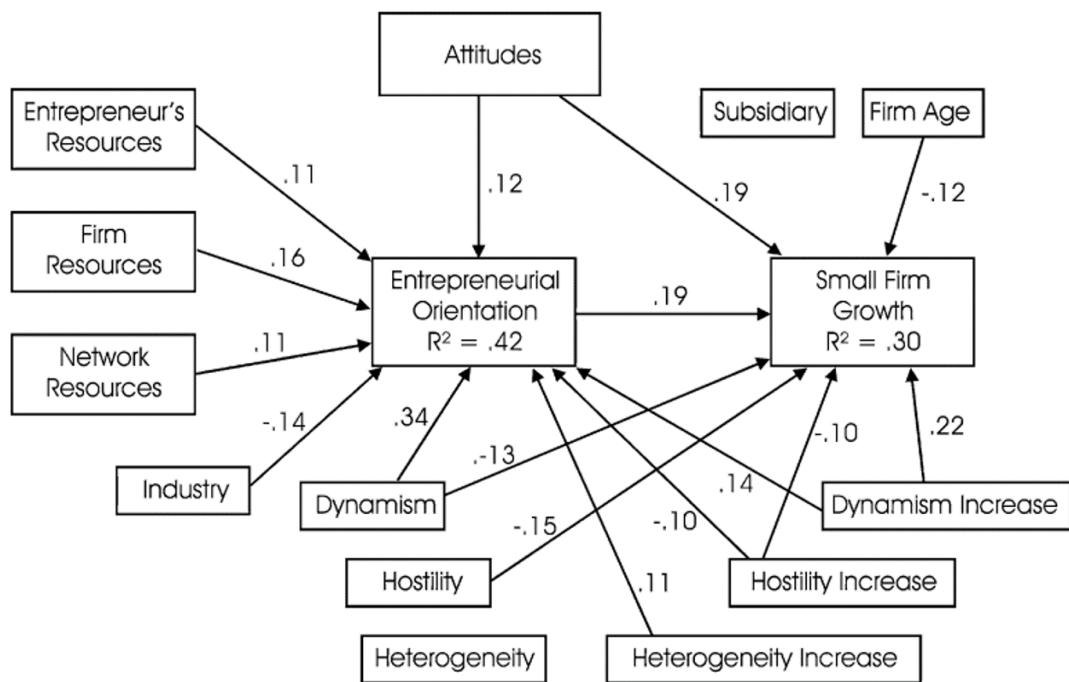 Attitudes
Entrepreneur's
Resources
Subsidiary
Firm Age
.11
.12
.19
-.12
Firm
Resources
.16
Entrepreneurial
Orientation
R² = .42
.19
Small Firm
Growth
R² = .30
Network
Resources
.11
-.14
.34
.-13
-.10
.22
Industry
Dynamism
.14
Dynamism Increase
-.15
-.10
Hostility
.11
Hostility Increase
Heterogeneity
Heterogeneity Increase